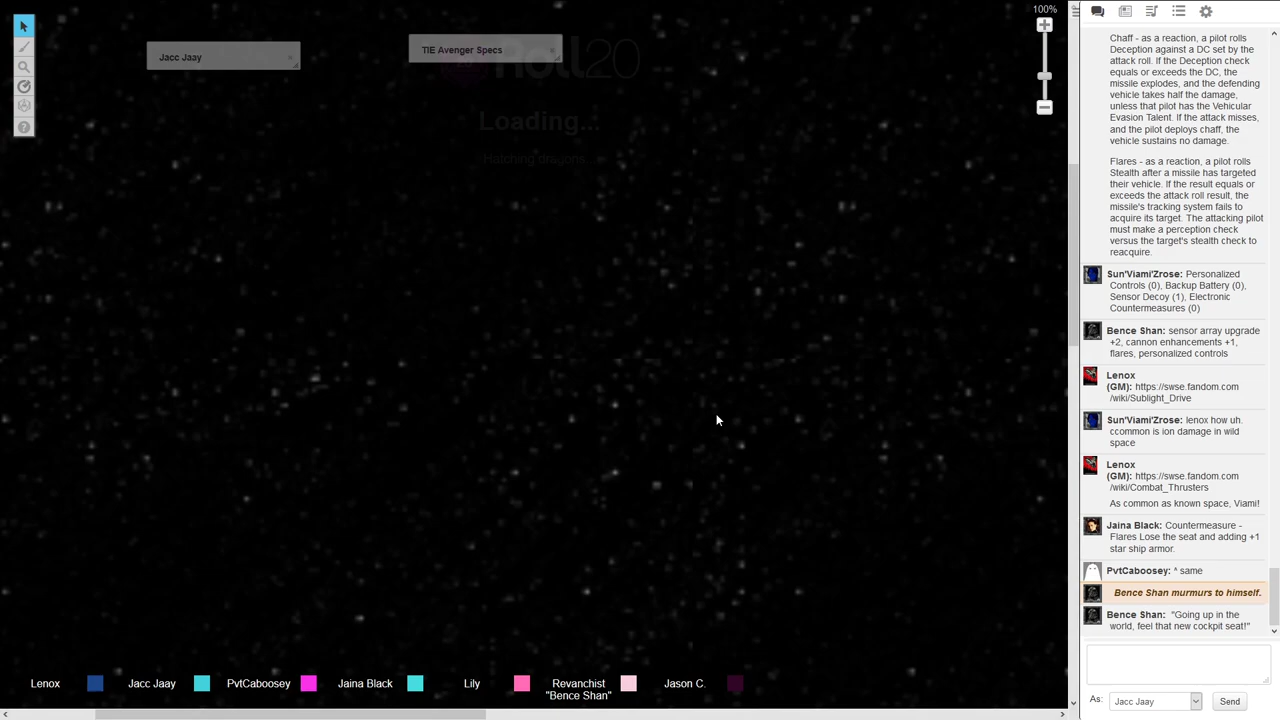 100%
Jacc Jaay
TIE Avenger Specs
roll20
Loading...
Hatching dragons...
Chaff - as a reaction, a pilot rolls
Deception against a DC set by the
attack roll. If the Deception check
equals or exceeds the DC, the
missile explodes, and the defending
vehicle takes half the damage,
unless that pilot has the Vehicular
Evasion Talent. If the attack misses,
and the pilot deploys chaff, the
vehicle sustains no damage.
Flares - as a reaction, a pilot rolls
Stealth after a missile has targeted
their vehicle. If the result equals or
exceeds the attack roll result, the
missile's tracking system fails to
acquire its target. The attacking pilot
must make a perception check
versus the target's stealth check to
reacquire.
Sun'Viami'Zrose: Personalized
Controls (0), Backup Battery (0),
Sensor Decoy (1), Electronic
Countermeasures (0)
Bence Shan: sensor array upgrade
+2, cannon enhancements +1,
flares, personalized controls
Lenox
(GM): https://swse.fandom.com
/wiki/Sublight_Drive
Sun'Viami'Zrose: lenox how uh.
ccommon is ion damage in wild
space
Lenox
(GM): https://swse.fandom.com
/wiki/Combat_Thrusters
As common as known space, Viami!
Jaina Black: Countermeasure -
Flares Lose the seat and adding +1
star ship armor.
PvtCaboosey: ^ same
Bence Shan murmurs to himself.
Bence Shan: "Going up in the
world, feel that new cockpit seat!"
As: Jacc Jaay Send
Lenox Jacc Jaay PvtCaboosey Jaina Black Lily Revanchist Jason C.
"Bence Shan"